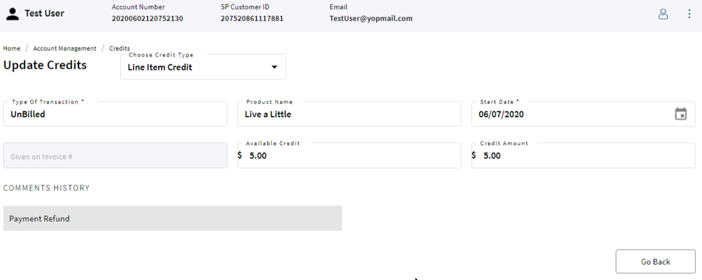 Test User
Account Number
20200602120752130
SP Customer ID
207520861117881
Email
TestUser@yopmail.com
Home / Account Management / Credits
Update Credits
Choose Credit Type
Line Item Credit
Type Of Transaction *
UnBilled
Product Name
Live a Little
Start Date *
06/07/2020
Given on Invoice #
Available Credit
$ 5.00
Credit Amount
$ 5.00
COMMENTS HISTORY
Payment Refund
Go Back